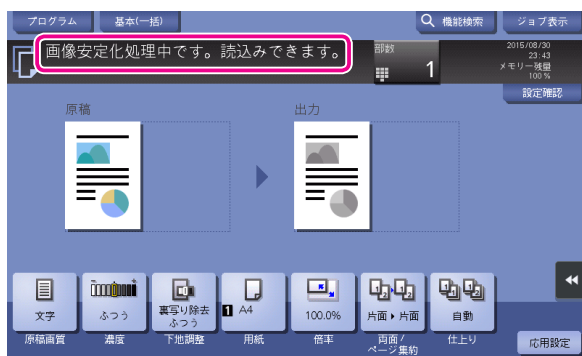 プログラム
基本(一括)
機能検索
ジョブ表示
画像安定化処理中です。読込みできます。
部数
1
2015/08/30
23:43
メモリー残量
100 %
設定確認
原稿
出力
文字
ふつう
裏写り除去
ふつう
1 A4
100.0%
片面 ▸ 片面
自動
原稿画質
濃度
下地調整
用紙
倍率
両面 /
ページ集約
仕上り
応用設定